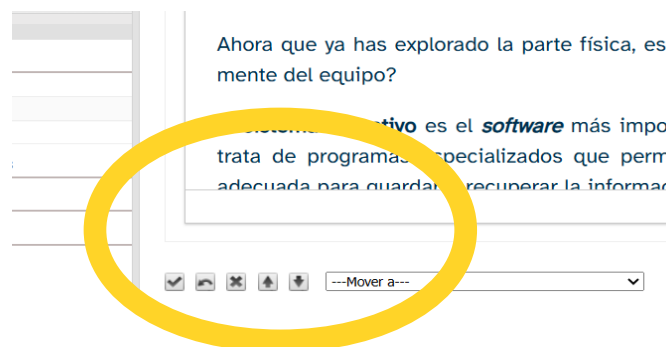 Ahora que ya has explorado la parte física, es
mente del equipo?
tivo es el software más impo
trata de programas specializados que perm
adecuada para guardar recuperar la informac
---Mover a---